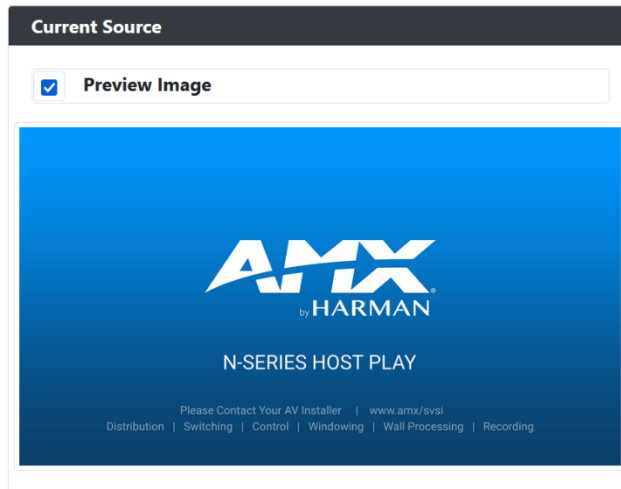 Current Source
Preview Image
AMX®
by HARMAN
N-SERIES HOST PLAY
Please Contact Your AV Installer | www.amx/svsi
Distribution | Switching | Control | Windowing | Wall Processing | Recording